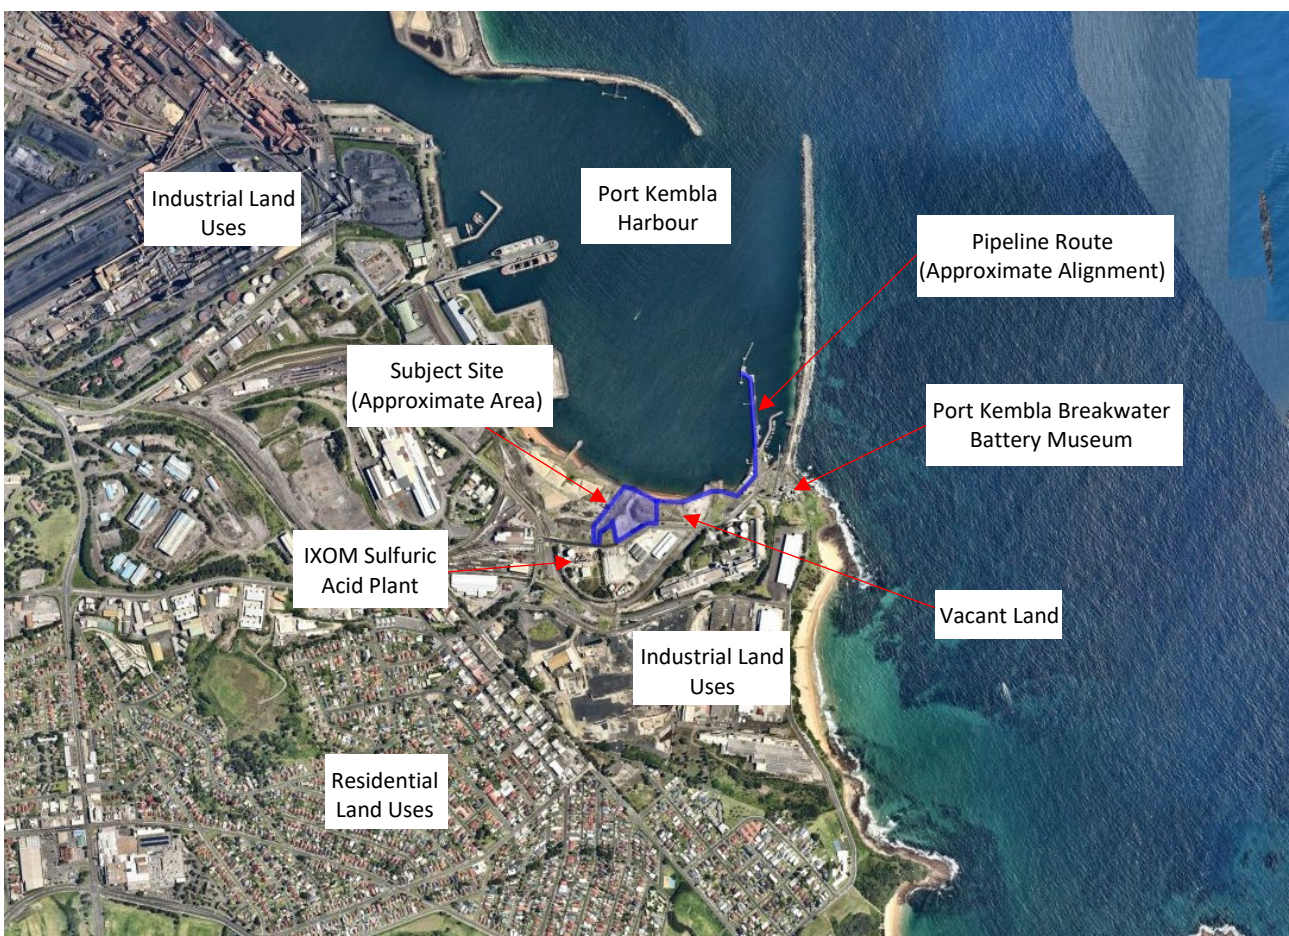 Industrial Land
Uses
Port Kembla
Harbour
Pipeline Route
(Approximate Alignment)
Subject Site
(Approximate Area)
Port Kembla Breakwater
Battery Museum
IXOM Sulfuric
Acid Plant
Vacant Land
Industrial Land
Uses
Residential
Land Uses